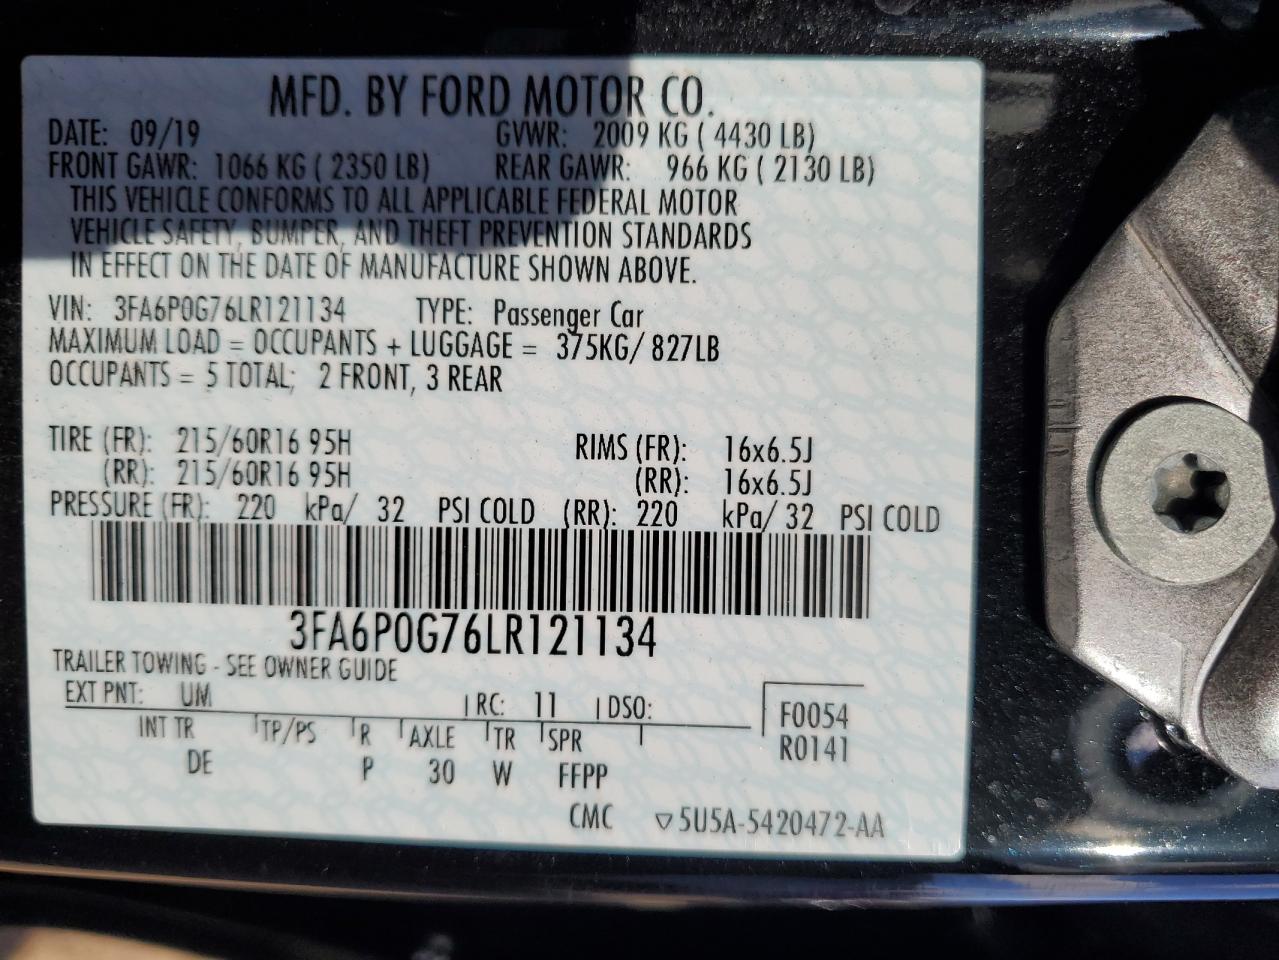 MFD. BY FORD MOTOR CO.
DATE: 09/19 GVWR: 2009 KG ( 4430 LB)
FRONT GAWR: 1066 KG ( 2350 LB) REAR GAWR: 966 KG ( 2130 LB)
THIS VEHICLE CONFORMS TO ALL APPLICABLE FEDERAL MOTOR
VEHICLE SAFETY, BUMPER, AND THEFT PREVENTION STANDARDS
IN EFFECT ON THE DATE OF MANUFACTURE SHOWN ABOVE.
VIN: 3FA6P0G76LR121134 TYPE: Passenger Car
MAXIMUM LOAD = OCCUPANTS + LUGGAGE = 375KG/ 827LB
OCCUPANTS = 5 TOTAL; 2 FRONT, 3 REAR
TIRE (FR): 215/60R16 95H RIMS (FR): 16x6.5J
(RR): 215/60R16 95H (RR): 16x6.5J
PRESSURE (FR): 220 kPa/ 32 PSI COLD (RR): 220 kPa/ 32 PSI COLD
3FA6P0G76LR121134
TRAILER TOWING - SEE OWNER GUIDE
EXT PNT: UM RC: 11 DSO:
INT TR TP/PS R AXLE TR SPR F0054
DE P 30 W FFPP R0141
CMC ▽5U5A-5420472-AA